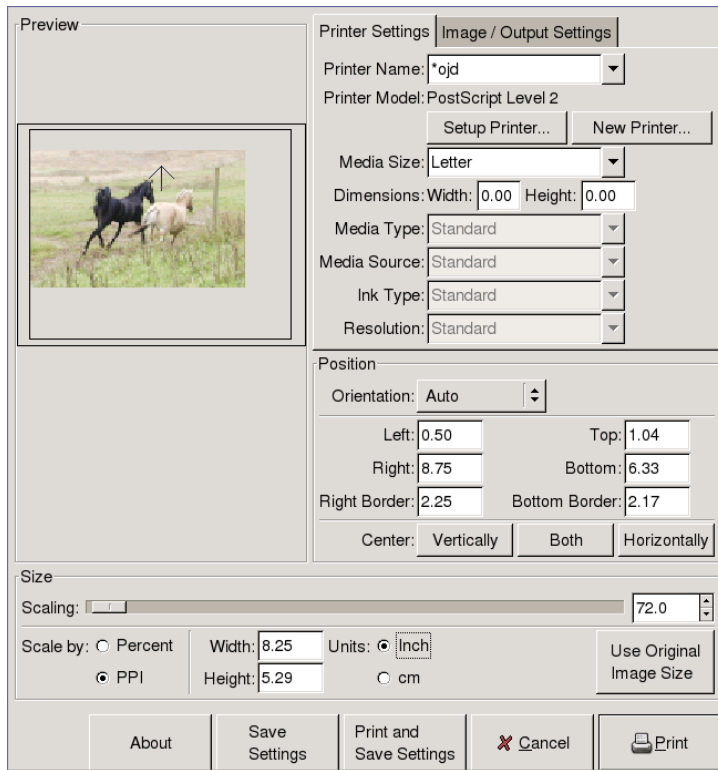 Preview
Printer Settings
Image / Output Settings
Printer Name: *ojd
Printer Model: PostScript Level 2
Setup Printer... New Printer...
Media Size: Letter
Dimensions: Width: 0.00 Height: 0.00
Media Type: Standard
Media Source: Standard
Ink Type: Standard
Resolution: Standard
Position
Orientation: Auto
Left: 0.50 Top: 1.04
Right: 8.75 Bottom: 6.33
Right Border: 2.25 Bottom Border: 2.17
Center: Vertically Both Horizontally
Size
Scaling: 72.0
Scale by: Percent
PPI
Width: 8.25
Height: 5.29
Units: Inch
cm
Use Original
Image Size
About
Save
Settings
Print and
Save Settings
Cancel
Print